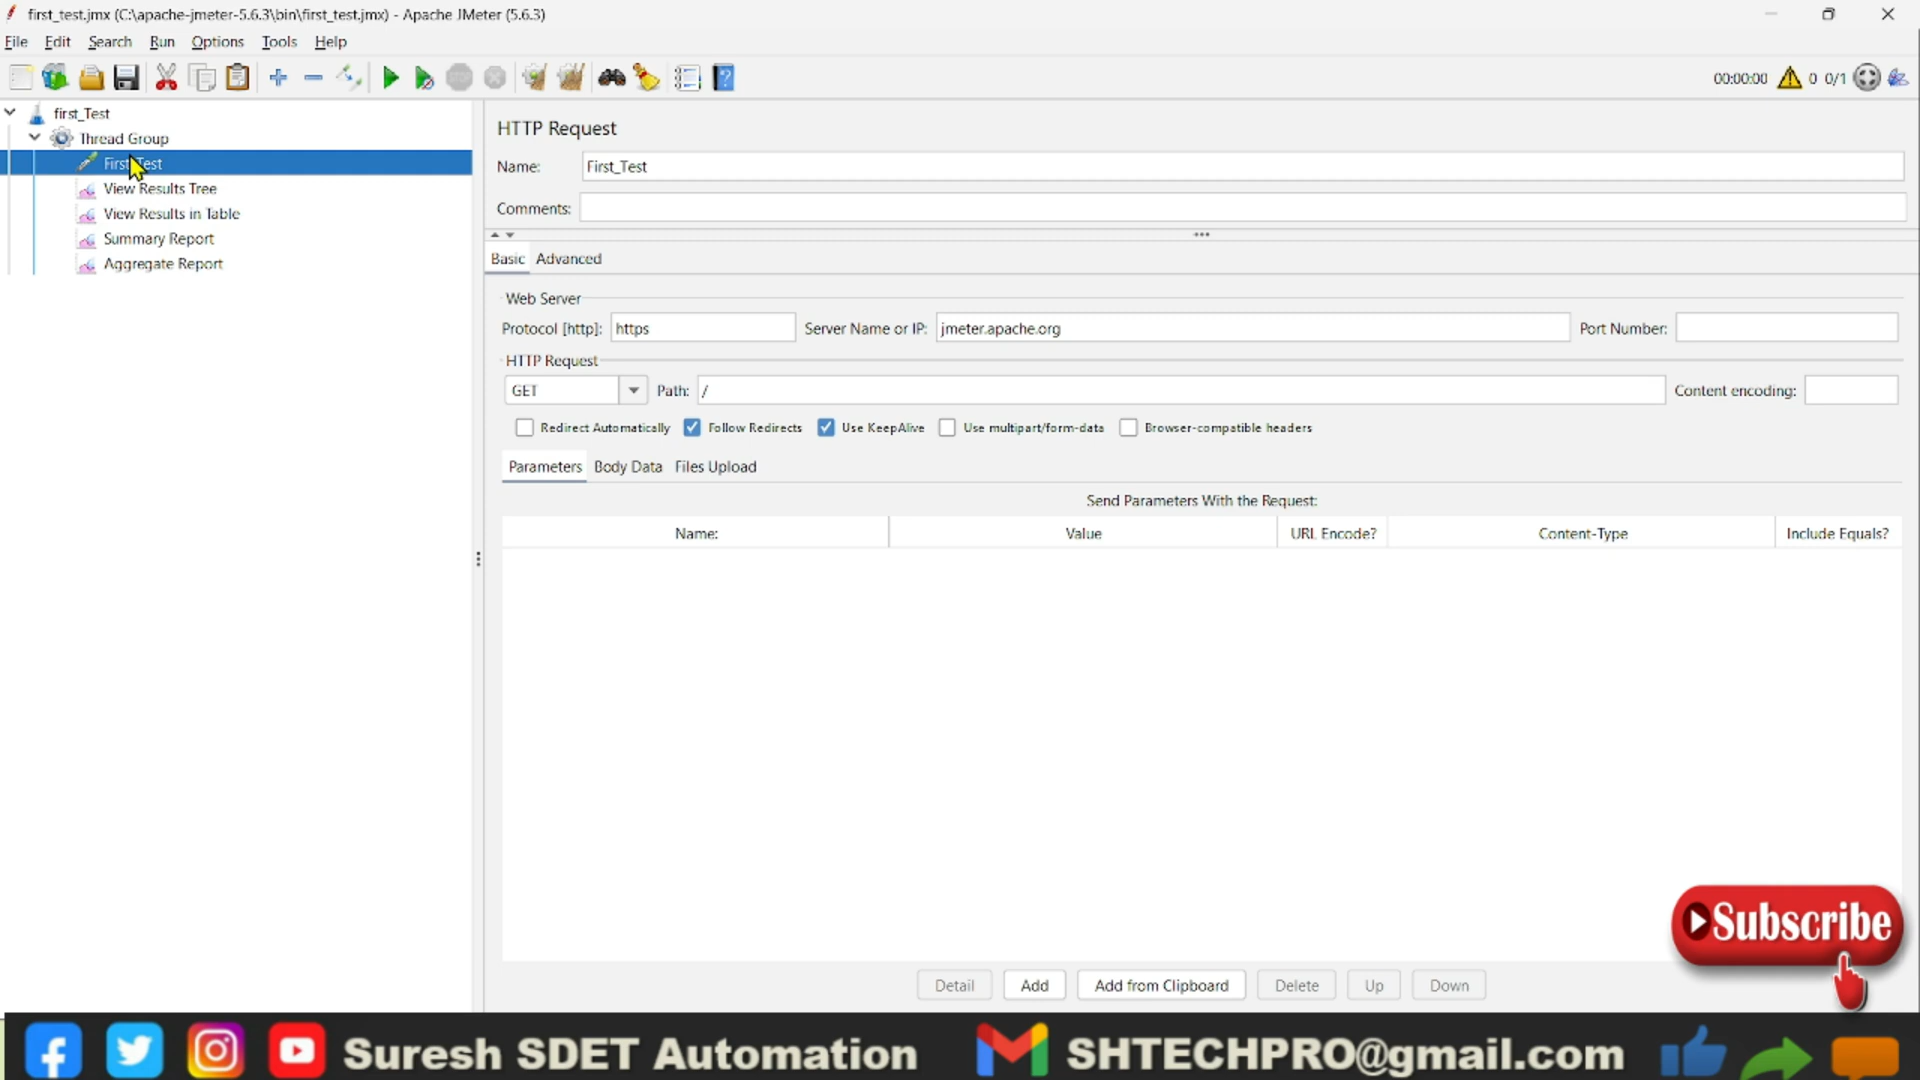 first_test.jmx (C:\apache-jmeter-5.6.3\bin\first_test.jmx) - Apache JMeter (5.6.3)
File Edit Search Run Options Tools Help
00:00:00 0 0/1
first_Test
Thread Group
First_Test
View Results Tree
View Results in Table
Summary Report
Aggregate Report
HTTP Request
Name: First_Test
Comments:
Basic Advanced
Web Server
Protocol [http]: https Server Name or IP: jmeter.apache.org Port Number:
HTTP Request
GET Path: / Content encoding:
Redirect Automatically Follow Redirects Use KeepAlive Use multipart/form-data Browser-compatible headers
Parameters Body Data Files Upload
Send Parameters With the Request:
Name: Value URL Encode? Content-Type Include Equals?
Subscribe
Detail Add Add from Clipboard Delete Up Down
Suresh SDET Automation SHTECHPRO@gmail.com